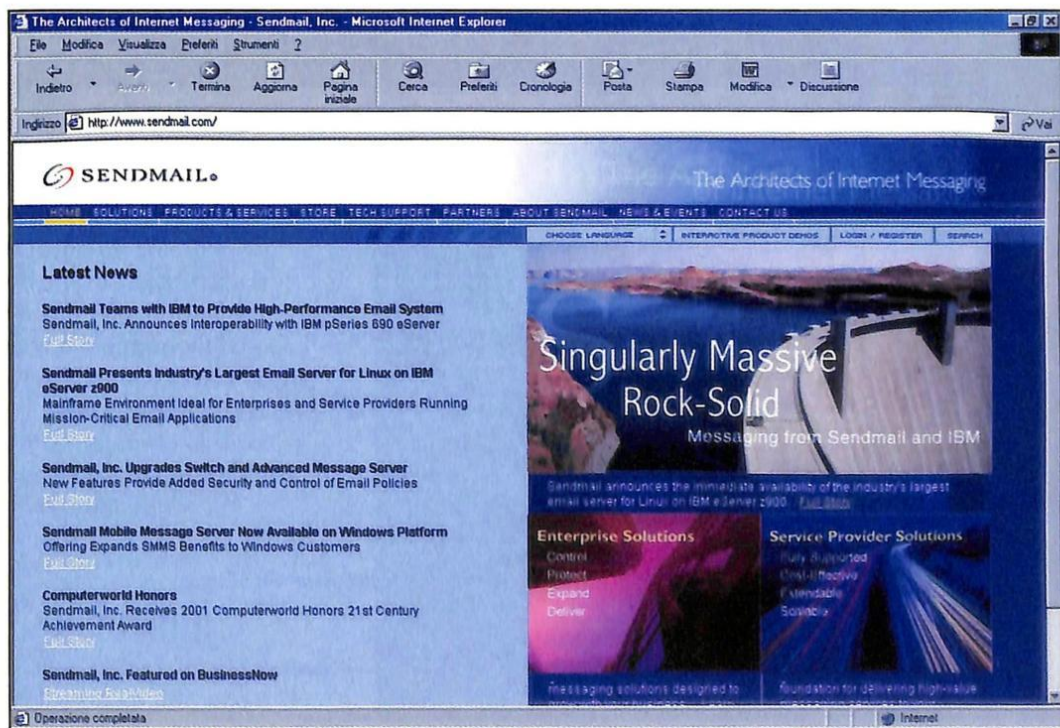 The Architects of Internet Messaging - Sendmail, Inc. - Microsoft Internet Explorer
File Modifica Visualizza Preferiti Strumenti ?
Indietro Avanti Termina Aggiorna Pagina iniziale Cerca Preferiti Cronologia Posta Stampa Modifica Discussione
Indirizzo http://www.sendmail.com/ Vai
SENDMAIL
The Architects of Internet Messaging
HOME SOLUTIONS PRODUCTS & SERVICES STORE TECH SUPPORT PARTNERS ABOUT SENDMAIL NEWS & EVENTS CONTACT US
CHOOSE LANGUAGE INTERACTIVE PRODUCT DEMOS LOGIN / REGISTER SEARCH
Latest News
Sendmail Teams with IBM to Provide High-Performance Email System
Sendmail, Inc. Announces Interoperability with IBM pSeries 690 eServer
Full Story
Sendmail Presents Industry's Largest Email Server for Linux on IBM
eServer z900
Mainframe Environment Ideal for Enterprises and Service Providers Running
Mission-Critical Email Applications
Full Story
Sendmail, Inc. Upgrades Switch and Advanced Message Server
New Features Provide Added Security and Control of Email Policies
Full Story
Sendmail Mobile Message Server Now Available on Windows Platform
Offering Expands SMMS Benefits to Windows Customers
Full Story
Computerworld Honors
Sendmail, Inc. Receives 2001 Computerworld Honors 21st Century
Achievement Award
Full Story
Sendmail, Inc. Featured on BusinessNow
Streaming RealVideo
Singularly Massive
Rock-Solid
Messaging from Sendmail and IBM
Sendmail announces the immediate availability of the industry's largest
email server for Linux on IBM eServer z900. Full Story
Enterprise Solutions
Control
Protect
Expand
Deliver
messaging solutions designed to
Service Provider Solutions
Fully Supported
Cost-Effective
Extendable
Scalable
foundation for delivering high-value
Operazione completata
Internet